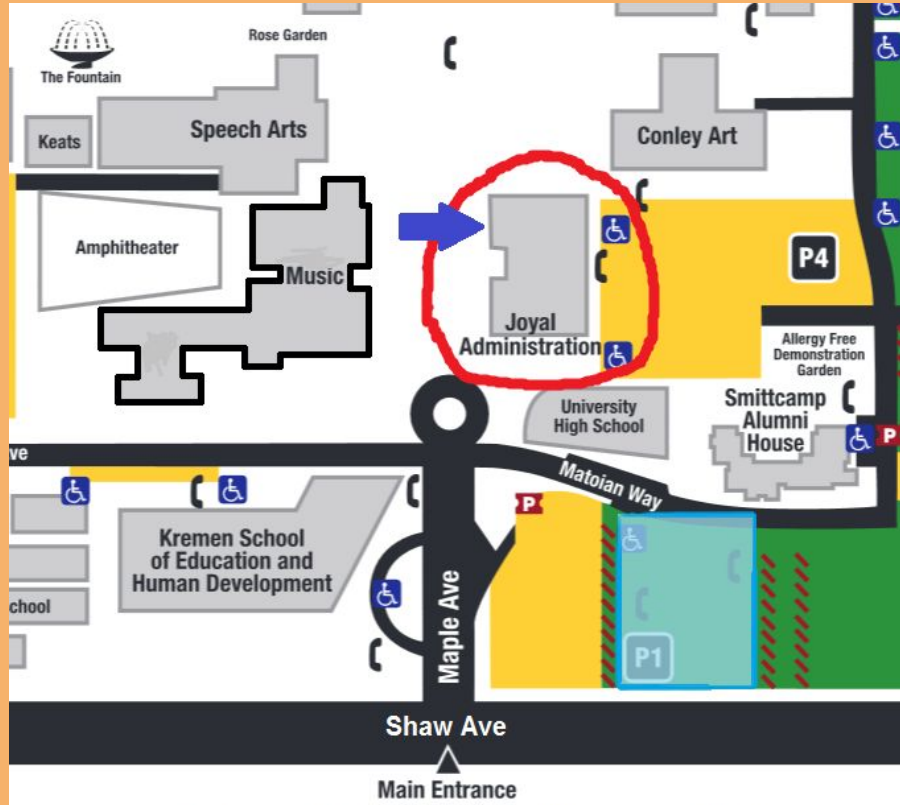 Rose Garden
The Fountain
Keats
Speech Arts
Conley Art
Amphitheater
Music
P4
Joyal
Administration
Allergy Free
Demonstration
Garden
University
High School
Smittcamp
Alumni
House
P
ve
Matoian Way
P
Kremen School
of Education and
Human Development
chool
Maple Ave
P1
Shaw Ave
Main Entrance